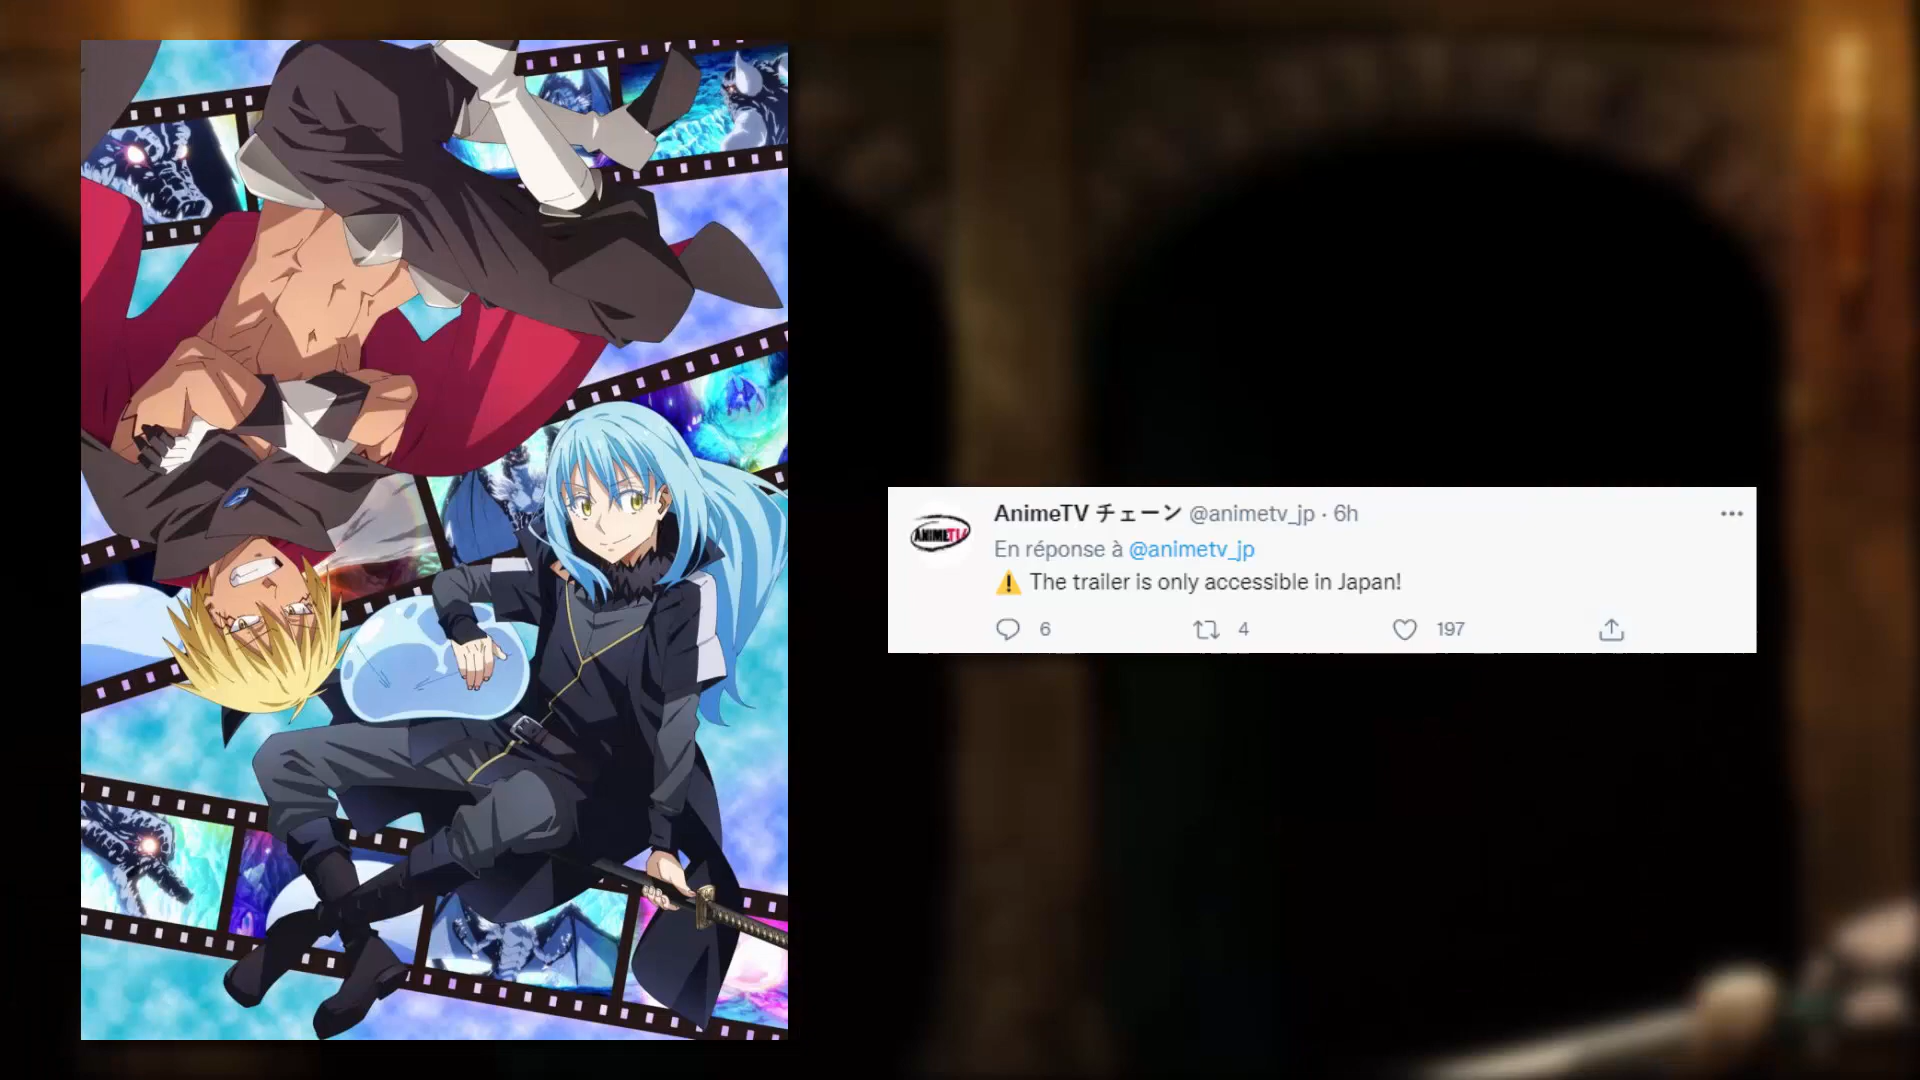 AnimeTV チェーン @animetv_jp · 6h
ANIMETV
En réponse à @animetv_jp
⚠ The trailer is only accessible in Japan!
6 4 197